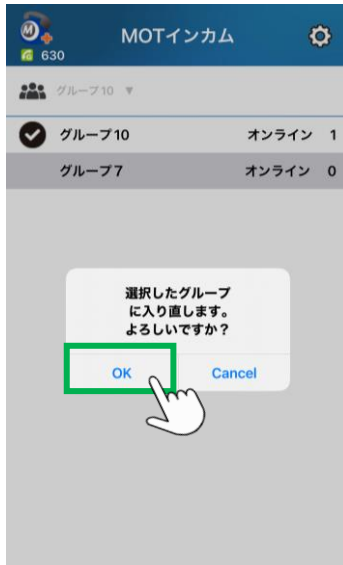 M
MOTインカム
630
グループ10 ▼
グループ10 オンライン 1
グループ7 オンライン 0
選択したグループ
に入り直します。
よろしいですか？
OK Cancel